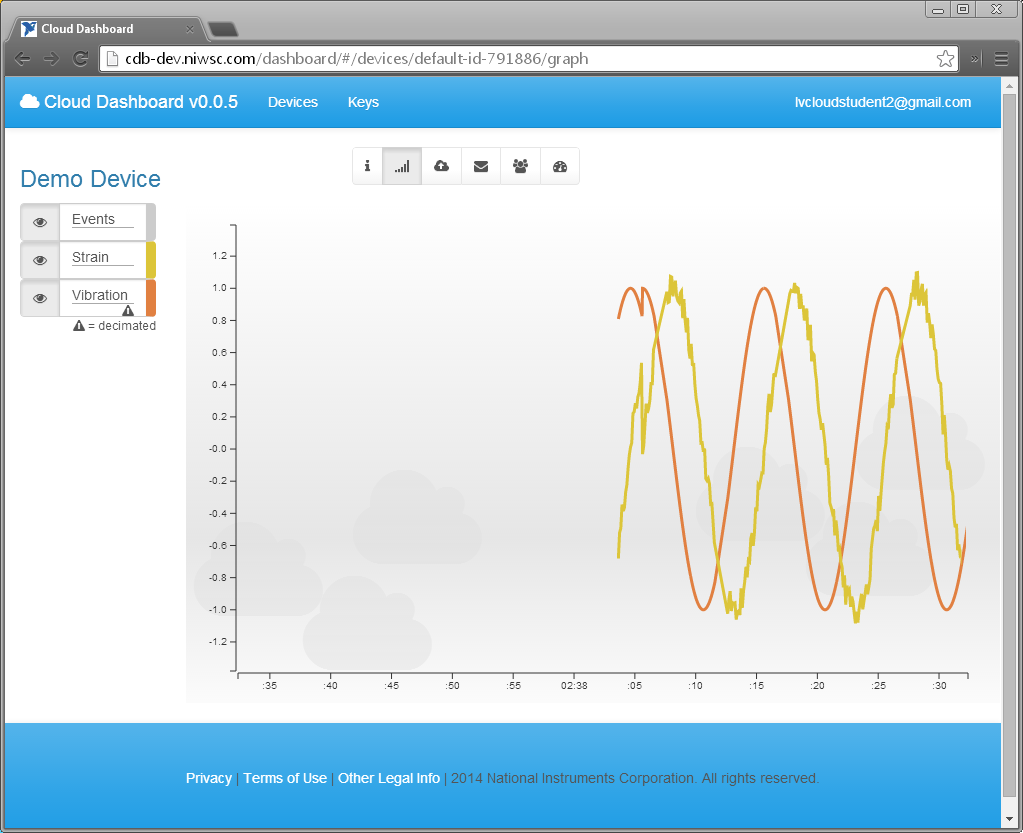 Cloud Dashboard
cdb-dev.niwsc.com/dashboard/#/devices/default-id-791886/graph
Cloud Dashboard v0.0.5 Devices Keys lvcloudstudent2@gmail.com
Demo Device
Events
Strain
Vibration
= decimated
1.2
1.0
0.8
0.6
0.4
0.2
-0.0
-0.2
-0.4
-0.6
-0.8
-1.0
-1.2
:35 :40 :45 :50 :55 02:38 :05 :10 :15 :20 :25 :30
Privacy | Terms of Use | Other Legal Info | 2014 National Instruments Corporation. All rights reserved.